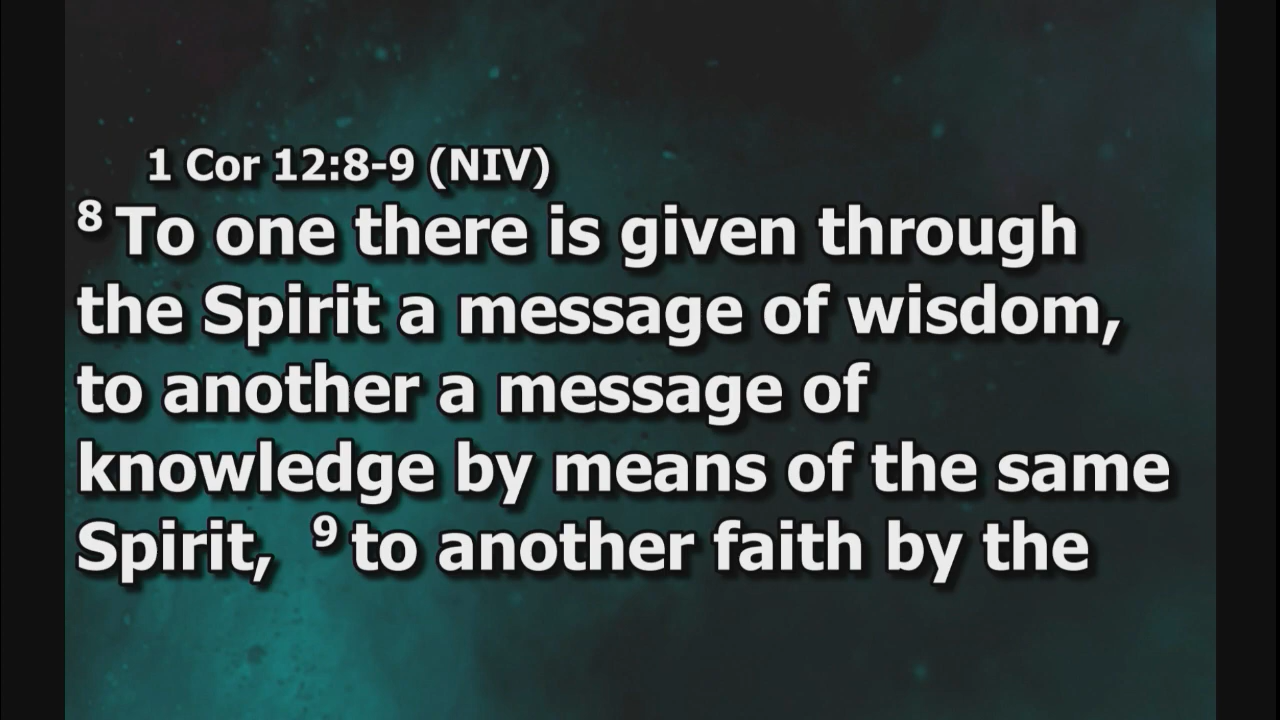 1 Cor 12:8-9 (NIV)
8 To one there is given through
the Spirit a message of wisdom,
to another a message of
knowledge by means of the same
Spirit, 9 to another faith by the